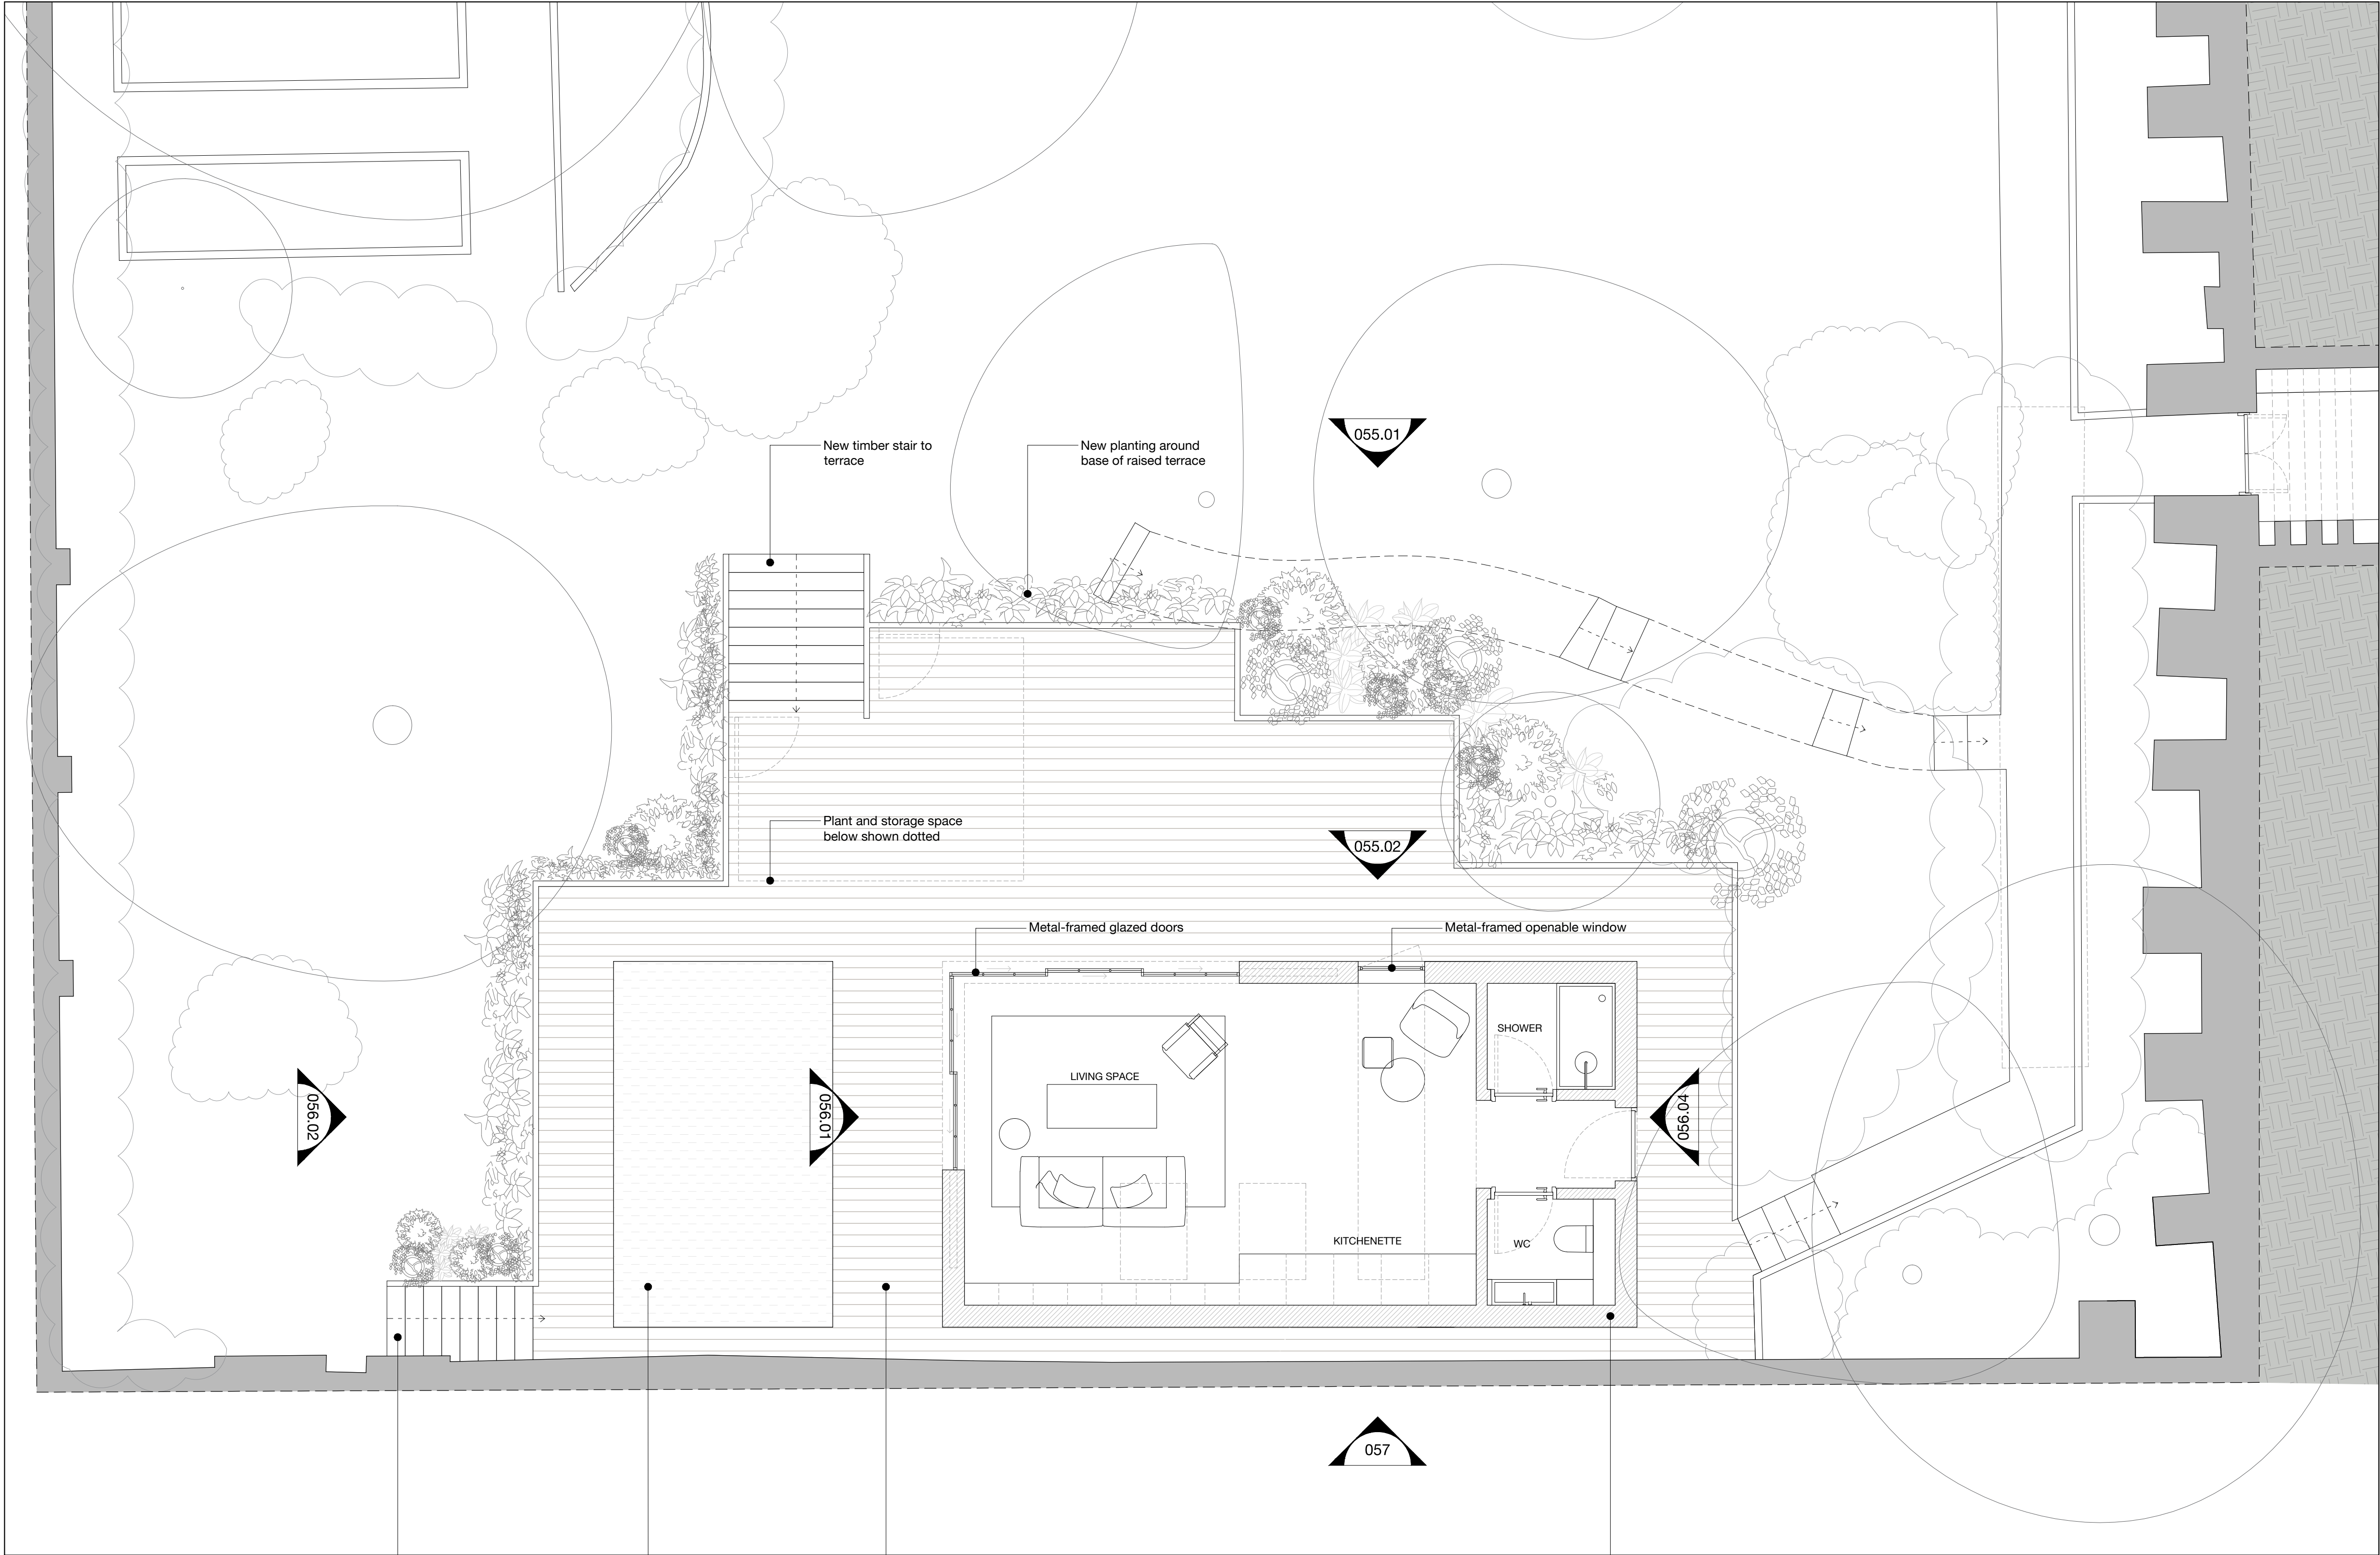 055.01
New timber stair to
terrace
New planting around
base of raised terrace
Plant and storage space
below shown dotted
055.02
Metal-framed glazed doors
Metal-framed openable window
SHOWER
LIVING SPACE
056.02
056.01
056.04
KITCHENETTE
WC
057